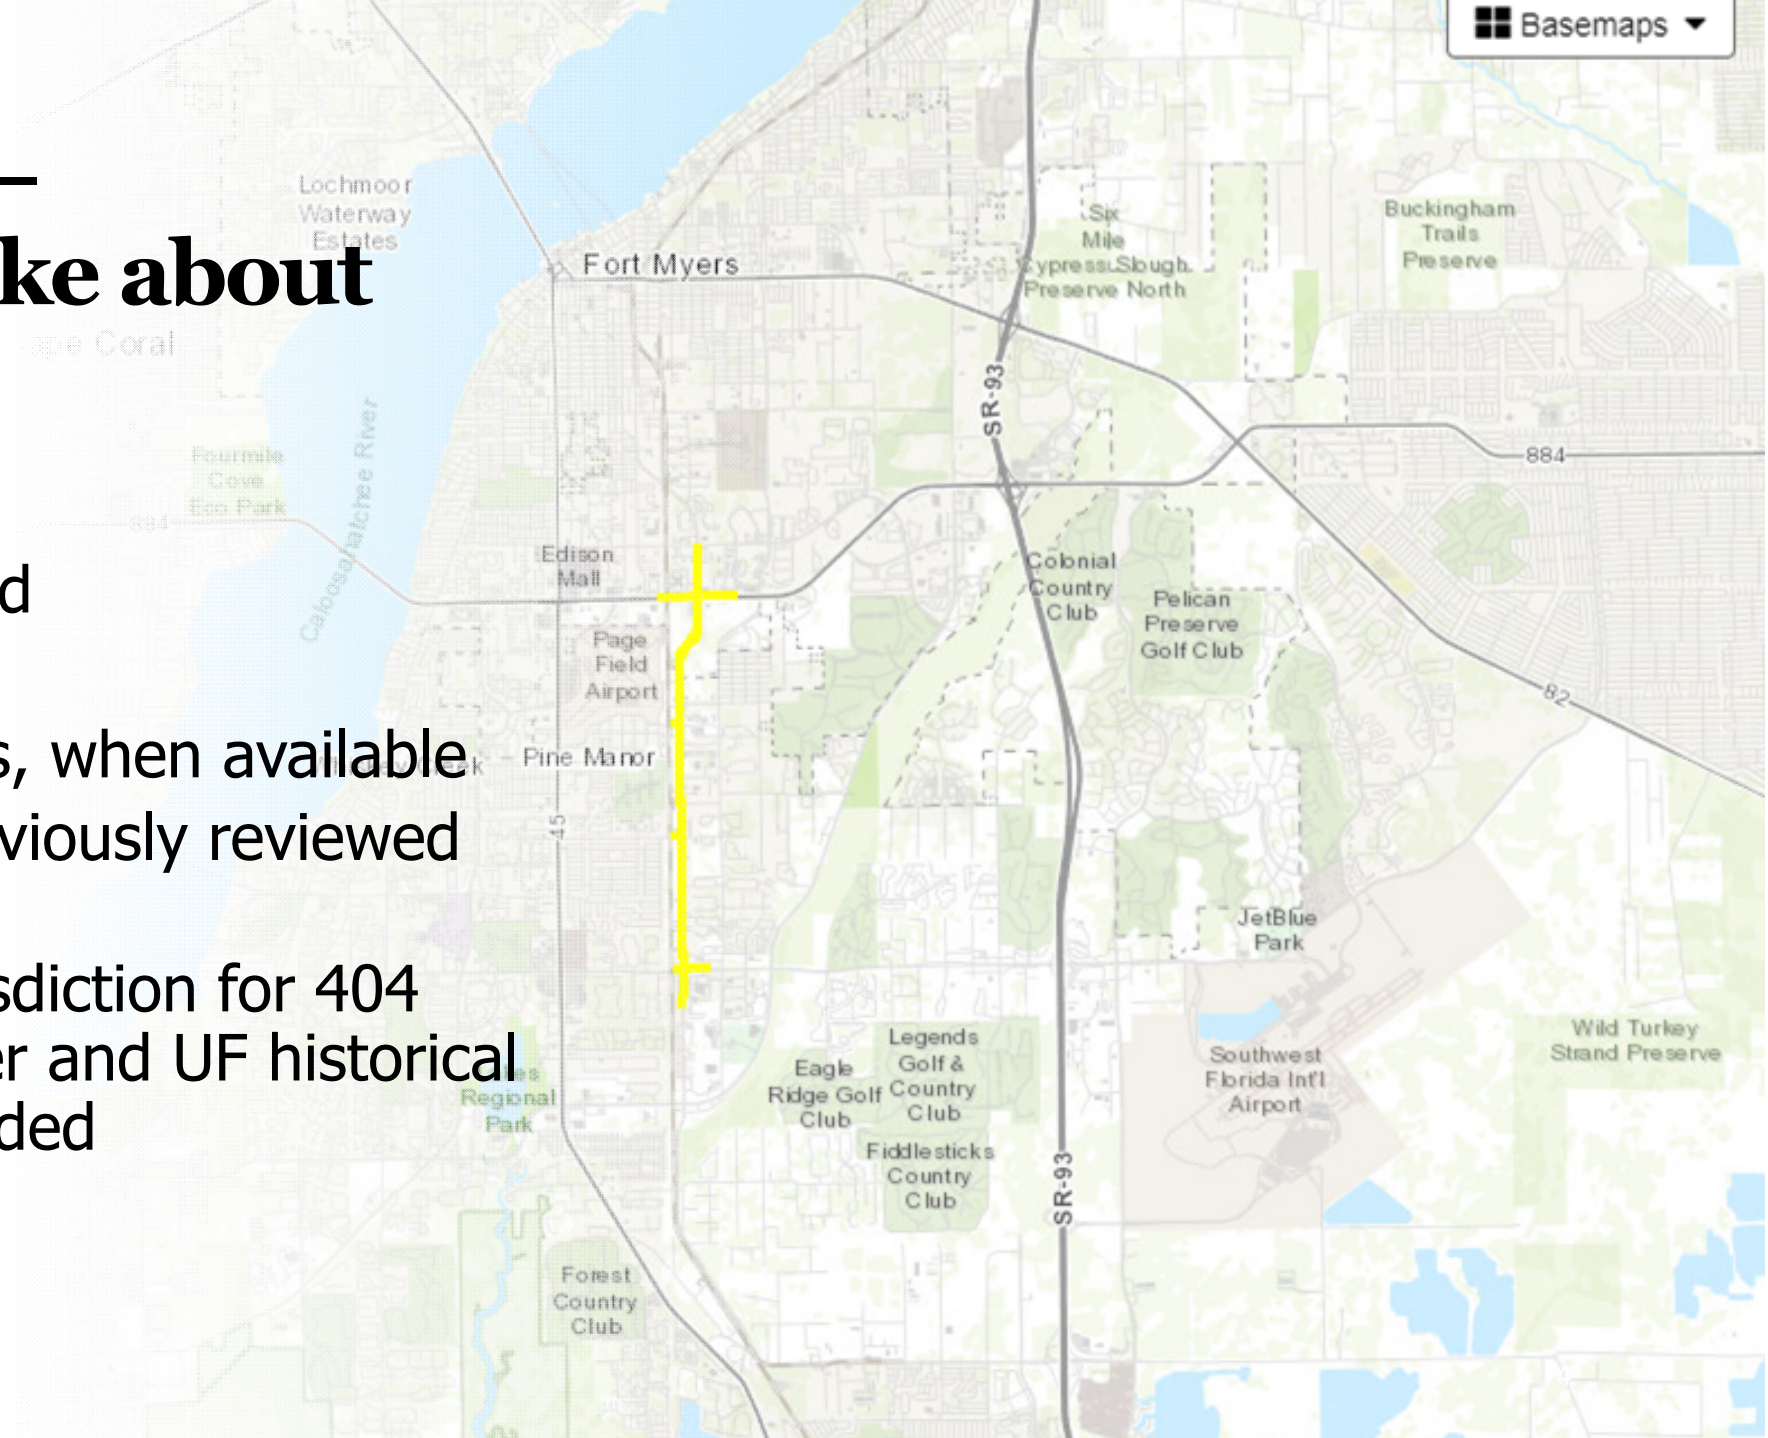 Basemaps
Lochmoor
Waterway
Estates
ke about
Fort Myers
Six
Mile
Cypress Slough
Preserve North
Buckingham
Trails
Preserve
ape Coral
SR-93
Fourmile
Cove
Eco Park
884
Caloosahatchee River
884
Edison
Mall
d
Colonial
Country
Club
Pelican
Preserve
Golf Club
Page
Field
Airport
82
s, when available
Pine Manor
45
viously reviewed
JetBlue
Park
sdiction for 404
er and UF historical
Regional
Park
ded
Legends
Golf &
Country
Club
Eagle
Ridge Golf
Club
Southwest
Florida Int'l
Airport
Wild Turkey
Strand Preserve
Fiddlesticks
Country
Club
SR-93
Forest
Country
Club